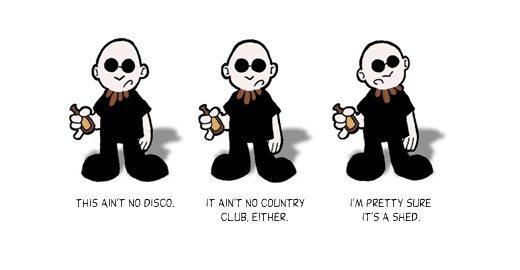 THIS AIN'T NO DISCO.
IT AIN'T NO COUNTRY
CLUB, EITHER.
I'M PRETTY SURE
IT'S A SHED.